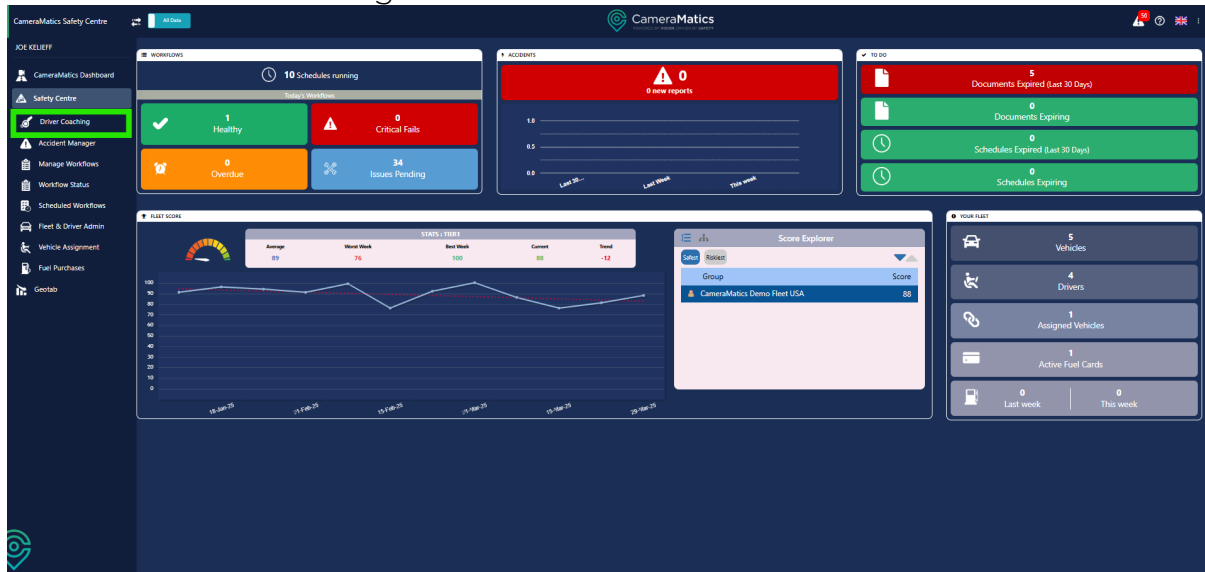 CameraMatics Safety Centre
All Data
CameraMatics
50
JOE KELIEFF
CameraMatics Dashboard
Safety Centre
Driver Coaching
Accident Manager
Manage Workflows
Workflow Status
Scheduled Workflows
Fleet & Driver Admin
Vehicle Assignment
Fuel Purchases
Geotab
WORKFLOWS
10 Schedules running
Today's Workflows
1
Healthy
0
Critical Fails
0
Overdue
34
Issues Pending
ACCIDENTS
0
0 new reports
1.0
0.5
0.0
Last 30...
Last Week
This week
TO DO
5
Documents Expired (Last 30 Days)
0
Documents Expiring
0
Schedules Expired (Last 30 Days)
0
Schedules Expiring
FLEET SCORE
STATS : TIER1
Average
Worst Week
Best Week
Current
Trend
89
76
100
88
-12
100
90
80
70
60
50
40
30
20
10
0
18-Jan-25
01-Feb-25
15-Feb-25
01-Mar-25
15-Mar-25
29-Mar-25
Score Explorer
Safest
Riskiest
Group
Score
CameraMatics Demo Fleet USA
88
YOUR FLEET
5
Vehicles
4
Drivers
1
Assigned Vehicles
1
Active Fuel Cards
0
Last week
0
This week